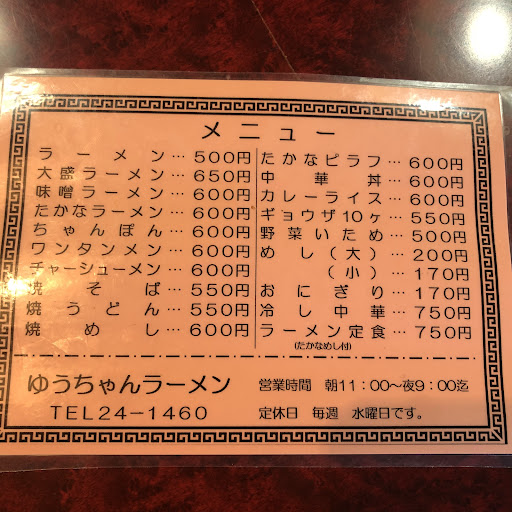 メニュー
ラーメン…500円
大盛ラーメン…650円
味噌ラーメン…600円
たかなラーメン…600円
ちゃんぽん…600円
ワンタンメン…600円
チャーシューメン…600円
焼そば…550円
焼うどん…550円
焼めし…600円
たかなピラフ…600円
中華丼…600円
カレーライス…600円
ギョウザ10ヶ…550円
野菜いため…500円
めし(大)…200円
(小)…170円
おにぎり…170円
冷し中華…750円
ラーメン定食…750円
(たかなめし付)
ゆうちゃんラーメン
TEL24-1460
営業時間 朝11:00〜夜9:00迄
定休日 毎週 水曜日です。